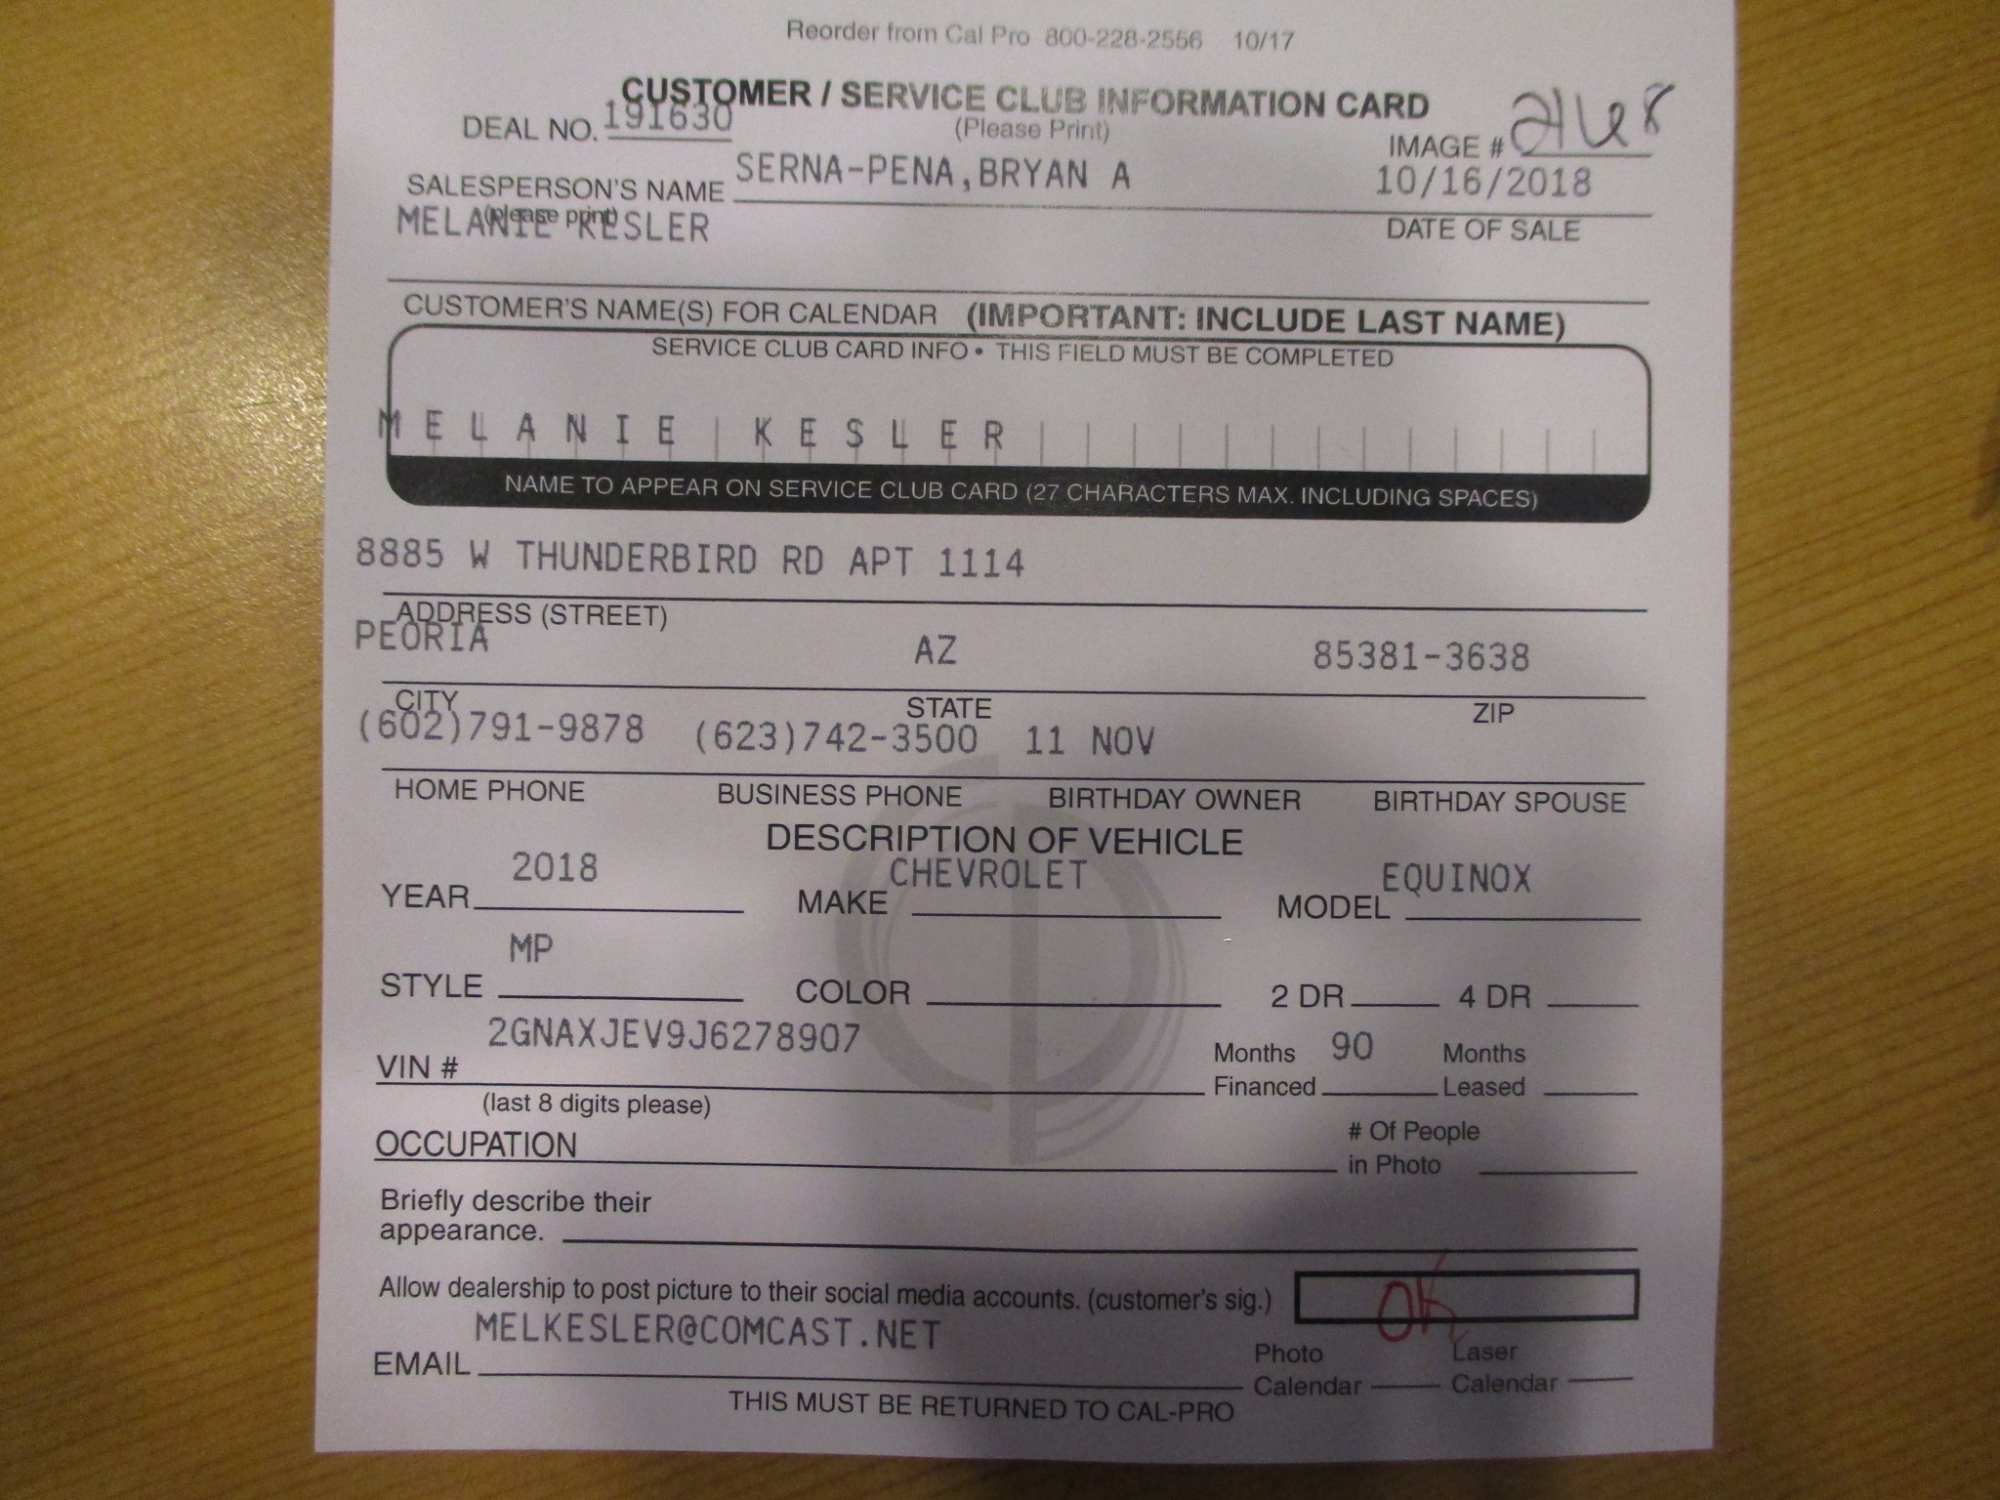 Reorder from Cal Pro 800-228-2556 10/17
CUSTOMER / SERVICE CLUB INFORMATION CARD
DEAL NO. 191630 (Please Print) IMAGE #
SALESPERSON'S NAME SERNA-PENA,BRYAN A 10/16/2018
(please print) DATE OF SALE
MELANIE KESLER
CUSTOMER'S NAME(S) FOR CALENDAR (IMPORTANT: INCLUDE LAST NAME)
SERVICE CLUB CARD INFO • THIS FIELD MUST BE COMPLETED
MELANIE KESLER
NAME TO APPEAR ON SERVICE CLUB CARD (27 CHARACTERS MAX. INCLUDING SPACES)
8885 W THUNDERBIRD RD APT 1114
ADDRESS (STREET)
PEORIA AZ 85381-3638
CITY STATE ZIP
(602)791-9878 (623)742-3500 11 NOV
HOME PHONE BUSINESS PHONE BIRTHDAY OWNER BIRTHDAY SPOUSE
DESCRIPTION OF VEHICLE
YEAR 2018 MAKE CHEVROLET MODEL EQUINOX
STYLE MP COLOR 2 DR 4 DR
VIN # 2GNAXJEV9J6278907 Months Financed 90 Months Leased
(last 8 digits please)
OCCUPATION # Of People in Photo
Briefly describe their
appearance.
Allow dealership to post picture to their social media accounts. (customer's sig.) OK
EMAIL MELKESLER@COMCAST.NET Photo Calendar Laser Calendar
THIS MUST BE RETURNED TO CAL-PRO